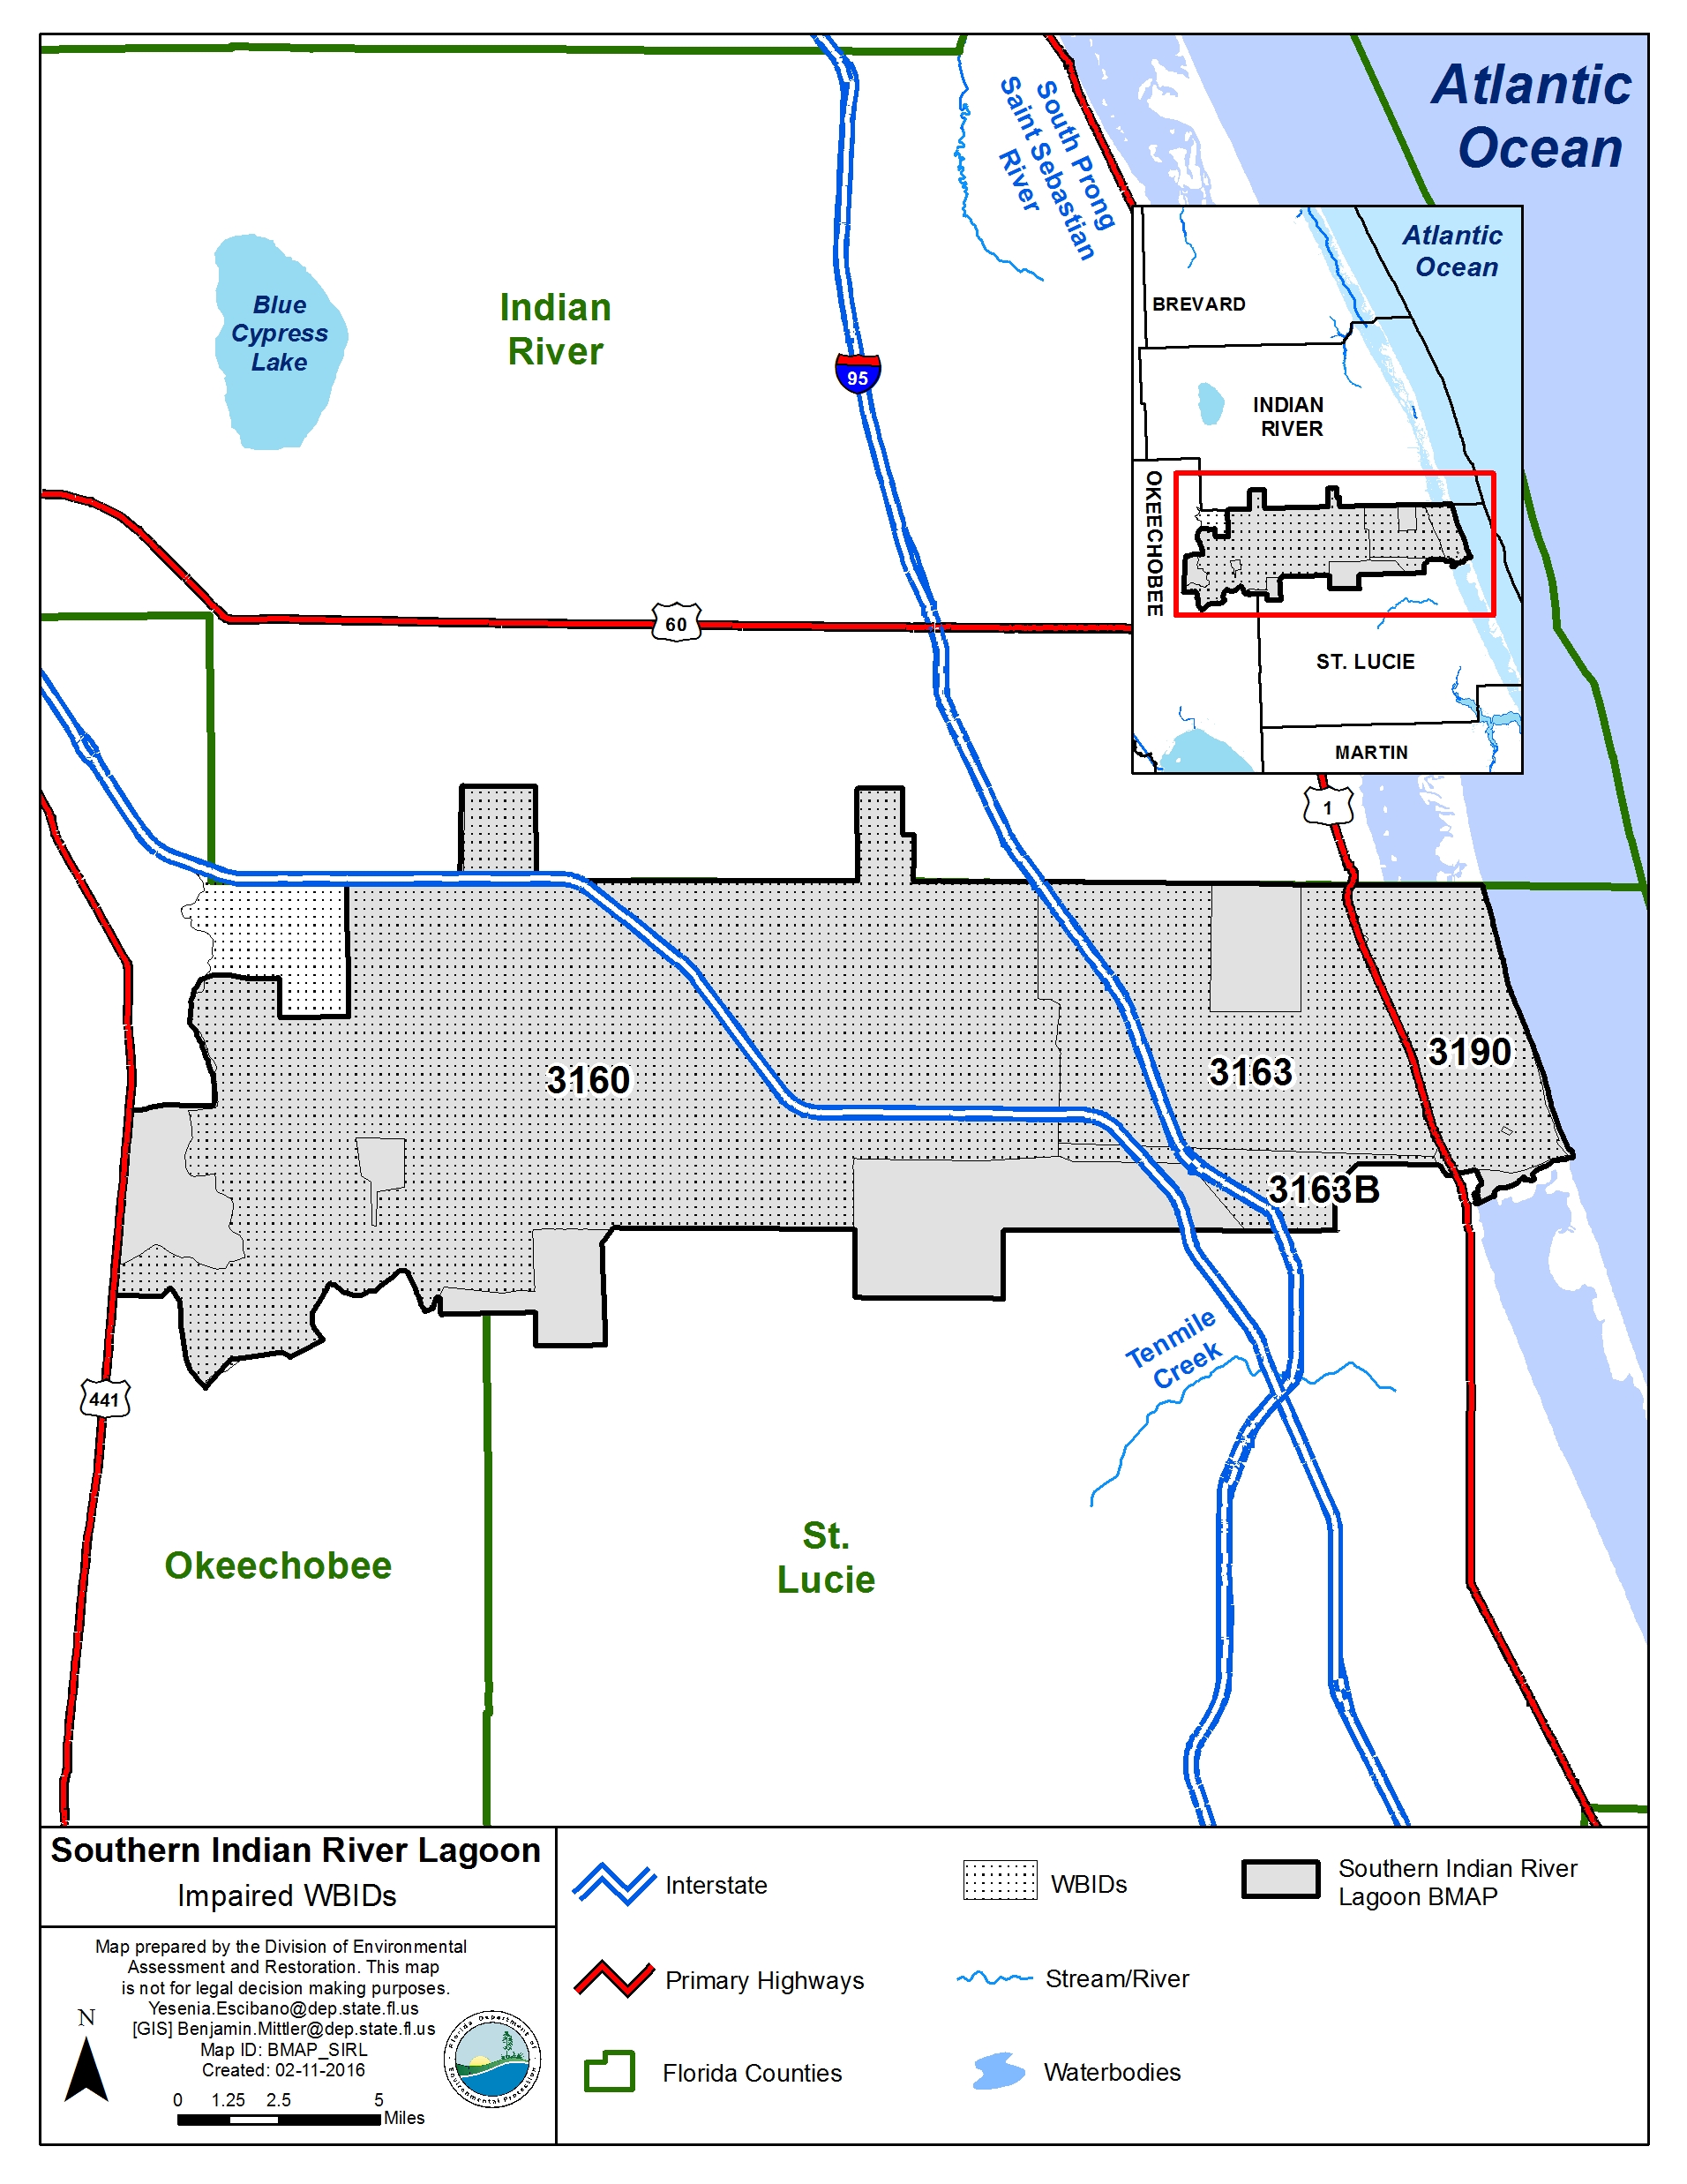 Atlantic
Ocean
South Prong
Saint Sebastian
River
Blue
Cypress
Lake
Indian
River
95
60
Atlantic
Ocean
BREVARD
INDIAN
RIVER
OKEECHOBEE
ST. LUCIE
MARTIN
1
3160
3163
3190
3163B
Tenmile
Creek
441
Okeechobee
St.
Lucie
Southern Indian River Lagoon
Impaired WBIDs
Map prepared by the Division of Environmental
Assessment and Restoration. This map
is not for legal decision making purposes.
Yesenia.Escibano@dep.state.fl.us
[GIS] Benjamin.Mittler@dep.state.fl.us
Map ID: BMAP_SIRL
Created: 02-11-2016
N
0 1.25 2.5 5
Miles
Florida Department of
Environmental Protection
Interstate
WBIDs
Southern Indian River
Lagoon BMAP
Primary Highways
Stream/River
Florida Counties
Waterbodies